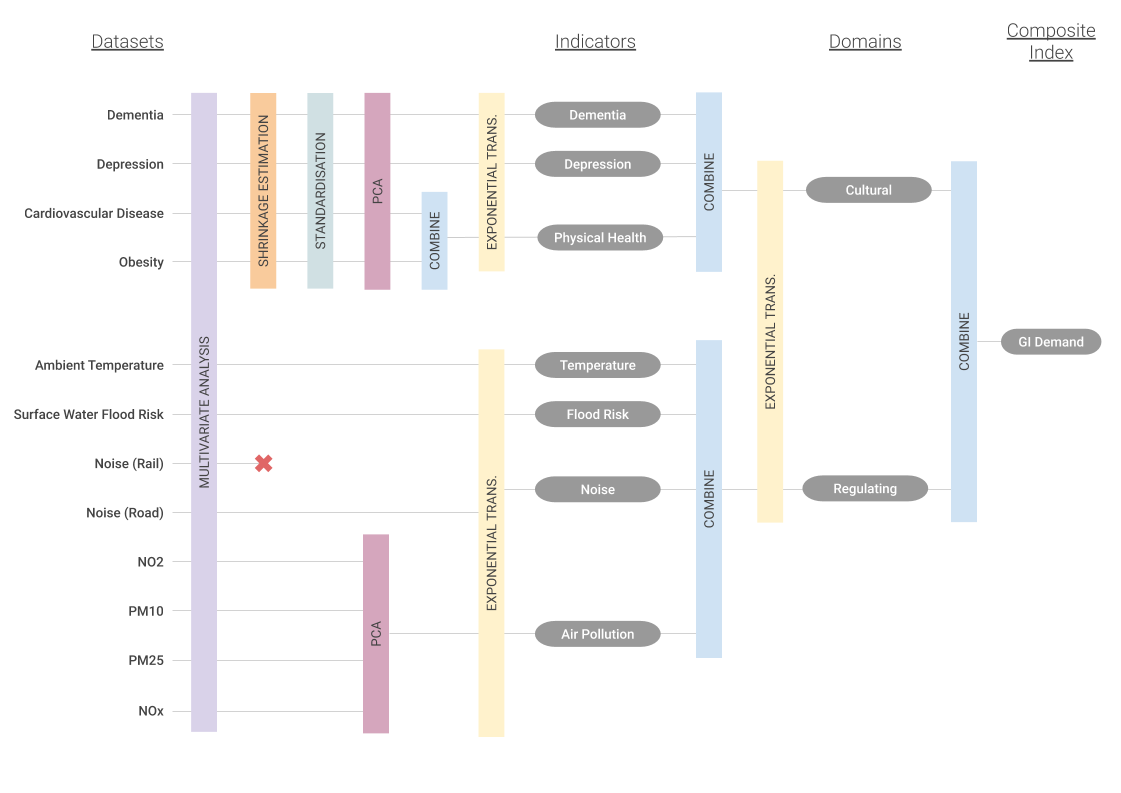 Datasets
Indicators
Domains
Composite
Index
Dementia
Depression
Cardiovascular Disease
Obesity
Ambient Temperature
Surface Water Flood Risk
Noise (Rail)
Noise (Road)
NO2
PM10
PM25
NOx
MULTIVARIATE ANALYSIS
SHRINKAGE ESTIMATION
STANDARDISATION
PCA
COMBINE
EXPONENTIAL TRANS.
PCA
EXPONENTIAL TRANS.
Dementia
Depression
Physical Health
Temperature
Flood Risk
Noise
Air Pollution
COMBINE
COMBINE
EXPONENTIAL TRANS.
Cultural
Regulating
COMBINE
GI Demand